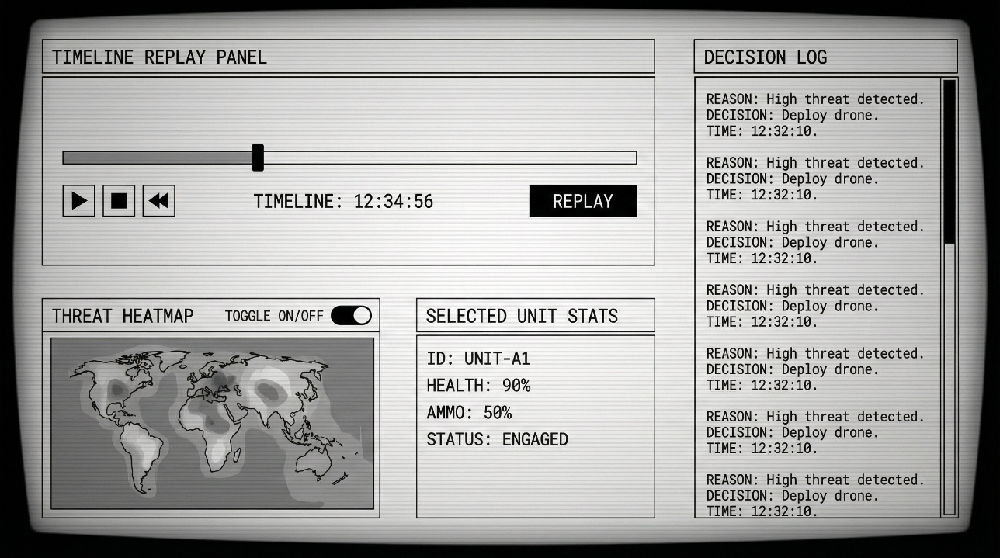 TIMELINE REPLAY PANEL
TIMELINE: 12:34:56
REPLAY
THREAT HEATMAP
TOGGLE ON/OFF
SELECTED UNIT STATS
ID: UNIT-A1
HEALTH: 90%
AMMO: 50%
STATUS: ENGAGED
DECISION LOG
REASON: High threat detected.
DECISION: Deploy drone.
TIME: 12:32:10.
REASON: High threat detected.
DECISION: Deploy drone.
TIME: 12:32:10.
REASON: High threat detected.
DECISION: Deploy drone.
TIME: 12:32:10.
REASON: High threat detected.
DECISION: Deploy drone.
TIME: 12:32:10.
REASON: High threat detected.
DECISION: Deploy drone.
TIME: 12:32:10.
REASON: High threat detected.
DECISION: Deploy drone.
TIME: 12:32:10.
REASON: High threat detected.
DECISION: Deploy drone.
TIME: 12:32:10.